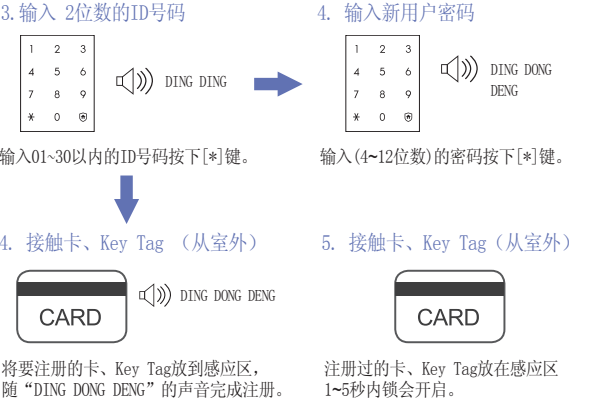 3.输入 2位数的ID号码
1 2 3
4 5 6
7 8 9
* 0
DING DING
输入01~30以内的ID号码按下[*]键。
4. 输入新用户密码
1 2 3
4 5 6
7 8 9
* 0
DING DONG
DENG
输入(4~12位数)的密码按下[*]键。
4. 接触卡、Key Tag （从室外）
CARD
DING DONG DENG
将要注册的卡、Key Tag放到感应区，
随“DING DONG DENG”的声音完成注册。
5. 接触卡、Key Tag（从室外）
CARD
注册过的卡、Key Tag放在感应区
1~5秒内锁会开启。